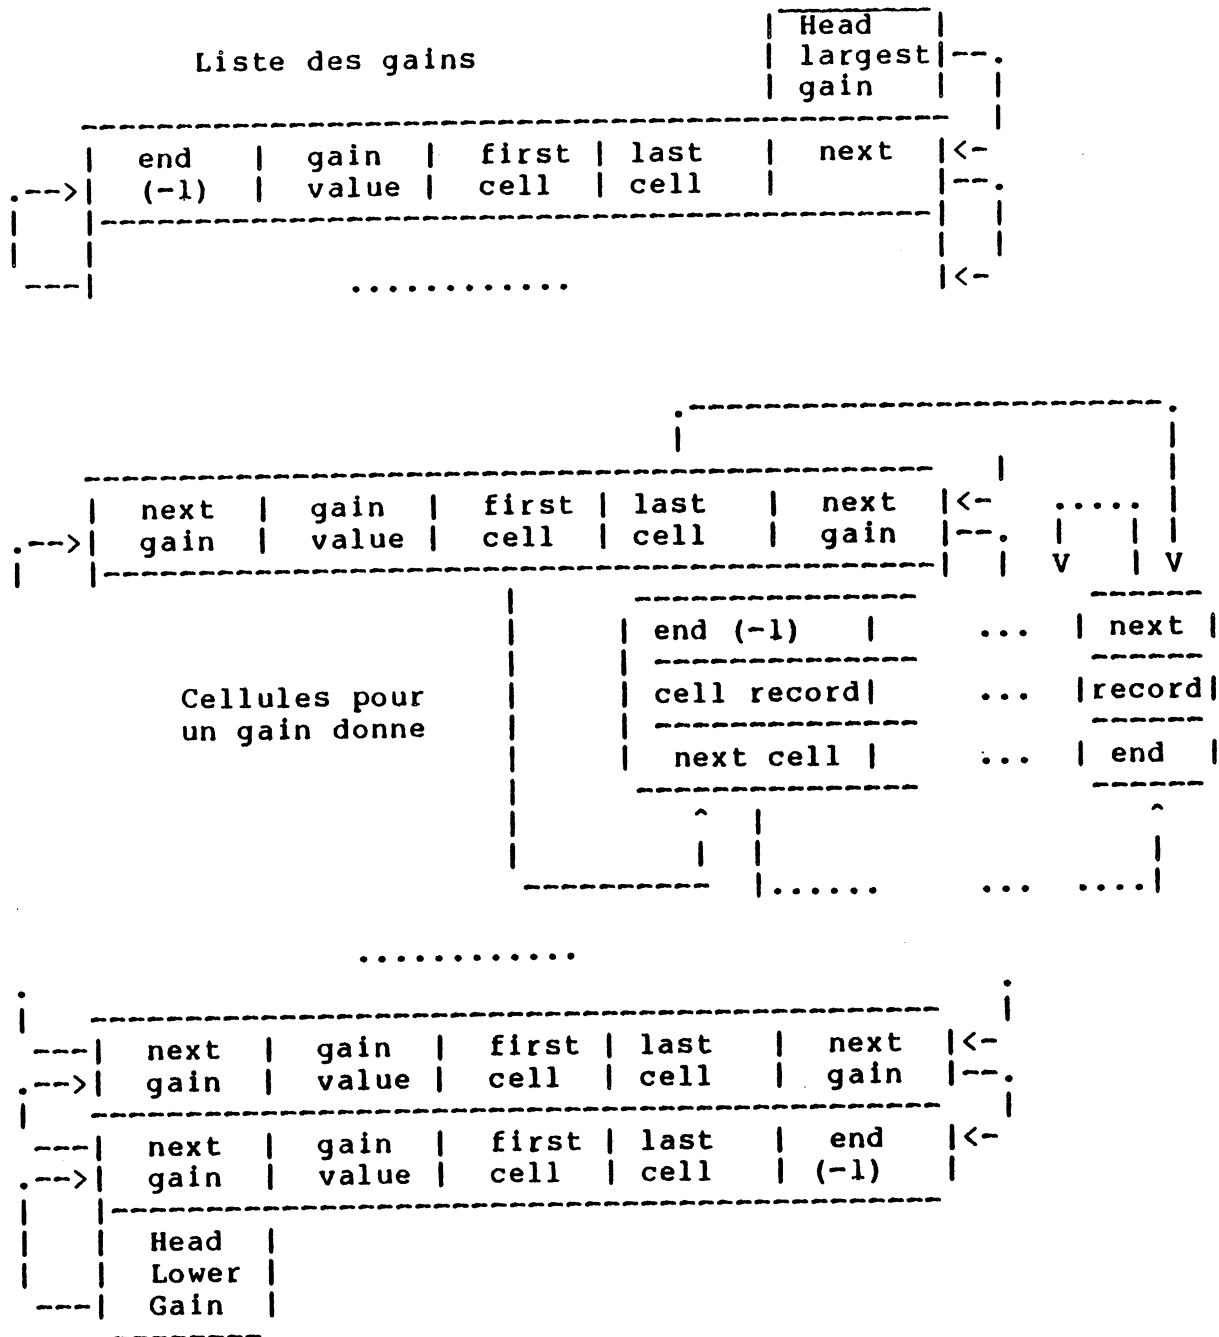 Head
Liste des gains largest
gain
end gain first last next
(-1) value cell cell
............
next gain first last next
gain value cell cell gain
end (-1) ... next
Cellules pour cell record ... record
un gain donne
next cell ... end
............
next gain first last next
gain value cell cell gain
next gain first last end
gain value cell cell (-1)
Head
Lower
Gain